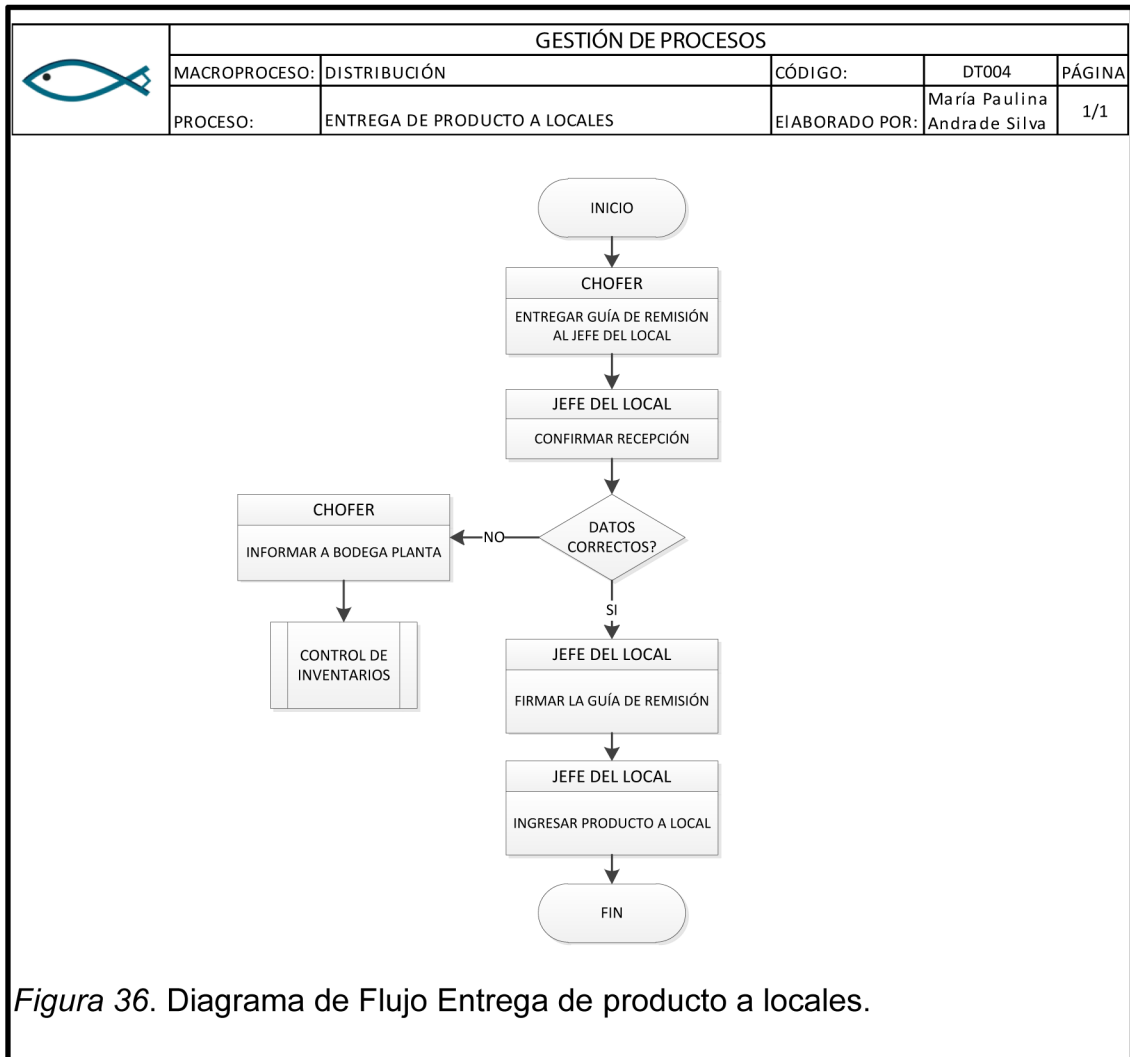 GESTIÓN DE PROCESOS
MACROPROCESO: DISTRIBUCIÓN CÓDIGO: DT004 PÁGINA
PROCESO: ENTREGA DE PRODUCTO A LOCALES ElABORADO POR: María Paulina
Andrade Silva 1/1
INICIO
CHOFER
ENTREGAR GUÍA DE REMISIÓN
AL JEFE DEL LOCAL
JEFE DEL LOCAL
CONFIRMAR RECEPCIÓN
DATOS
CORRECTOS?
NO
CHOFER
INFORMAR A BODEGA PLANTA
CONTROL DE
INVENTARIOS
SI
JEFE DEL LOCAL
FIRMAR LA GUÍA DE REMISIÓN
JEFE DEL LOCAL
INGRESAR PRODUCTO A LOCAL
FIN
Figura 36. Diagrama de Flujo Entrega de producto a locales.